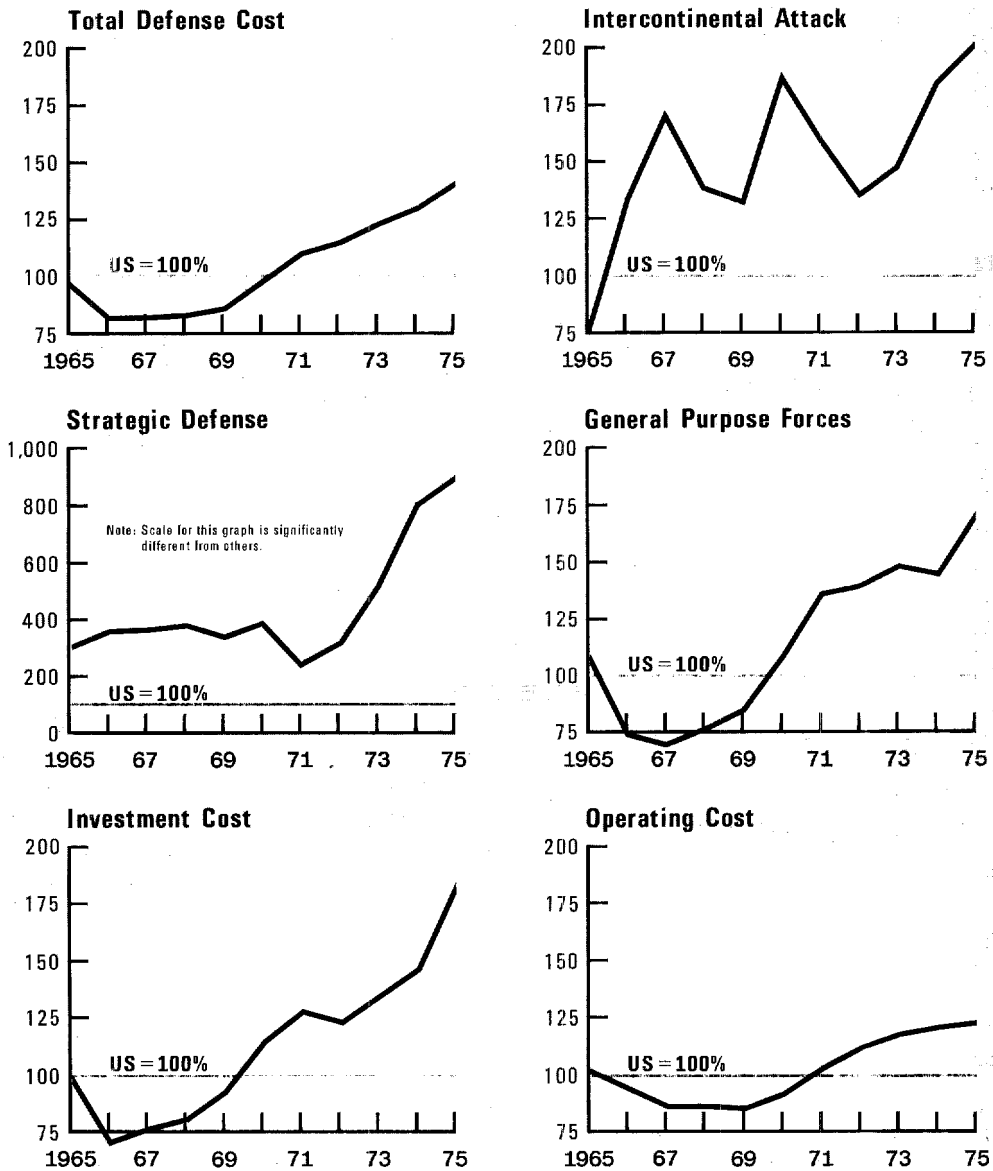 Total Defense Cost
200
175
150
125
100
75
US = 100%
1965 67 69 71 73 75
Intercontinental Attack
200
175
150
125
100
75
US = 100%
1965 67 69 71 73 75
Strategic Defense
1,000
800
600
400
200
0
Note: Scale for this graph is significantly
different from others.
US = 100%
1965 67 69 71 73 75
General Purpose Forces
200
175
150
125
100
75
US = 100%
1965 67 69 71 73 75
Investment Cost
200
175
150
125
100
75
US = 100%
1965 67 69 71 73 75
Operating Cost
200
175
150
125
100
75
US = 100%
1965 67 69 71 73 75